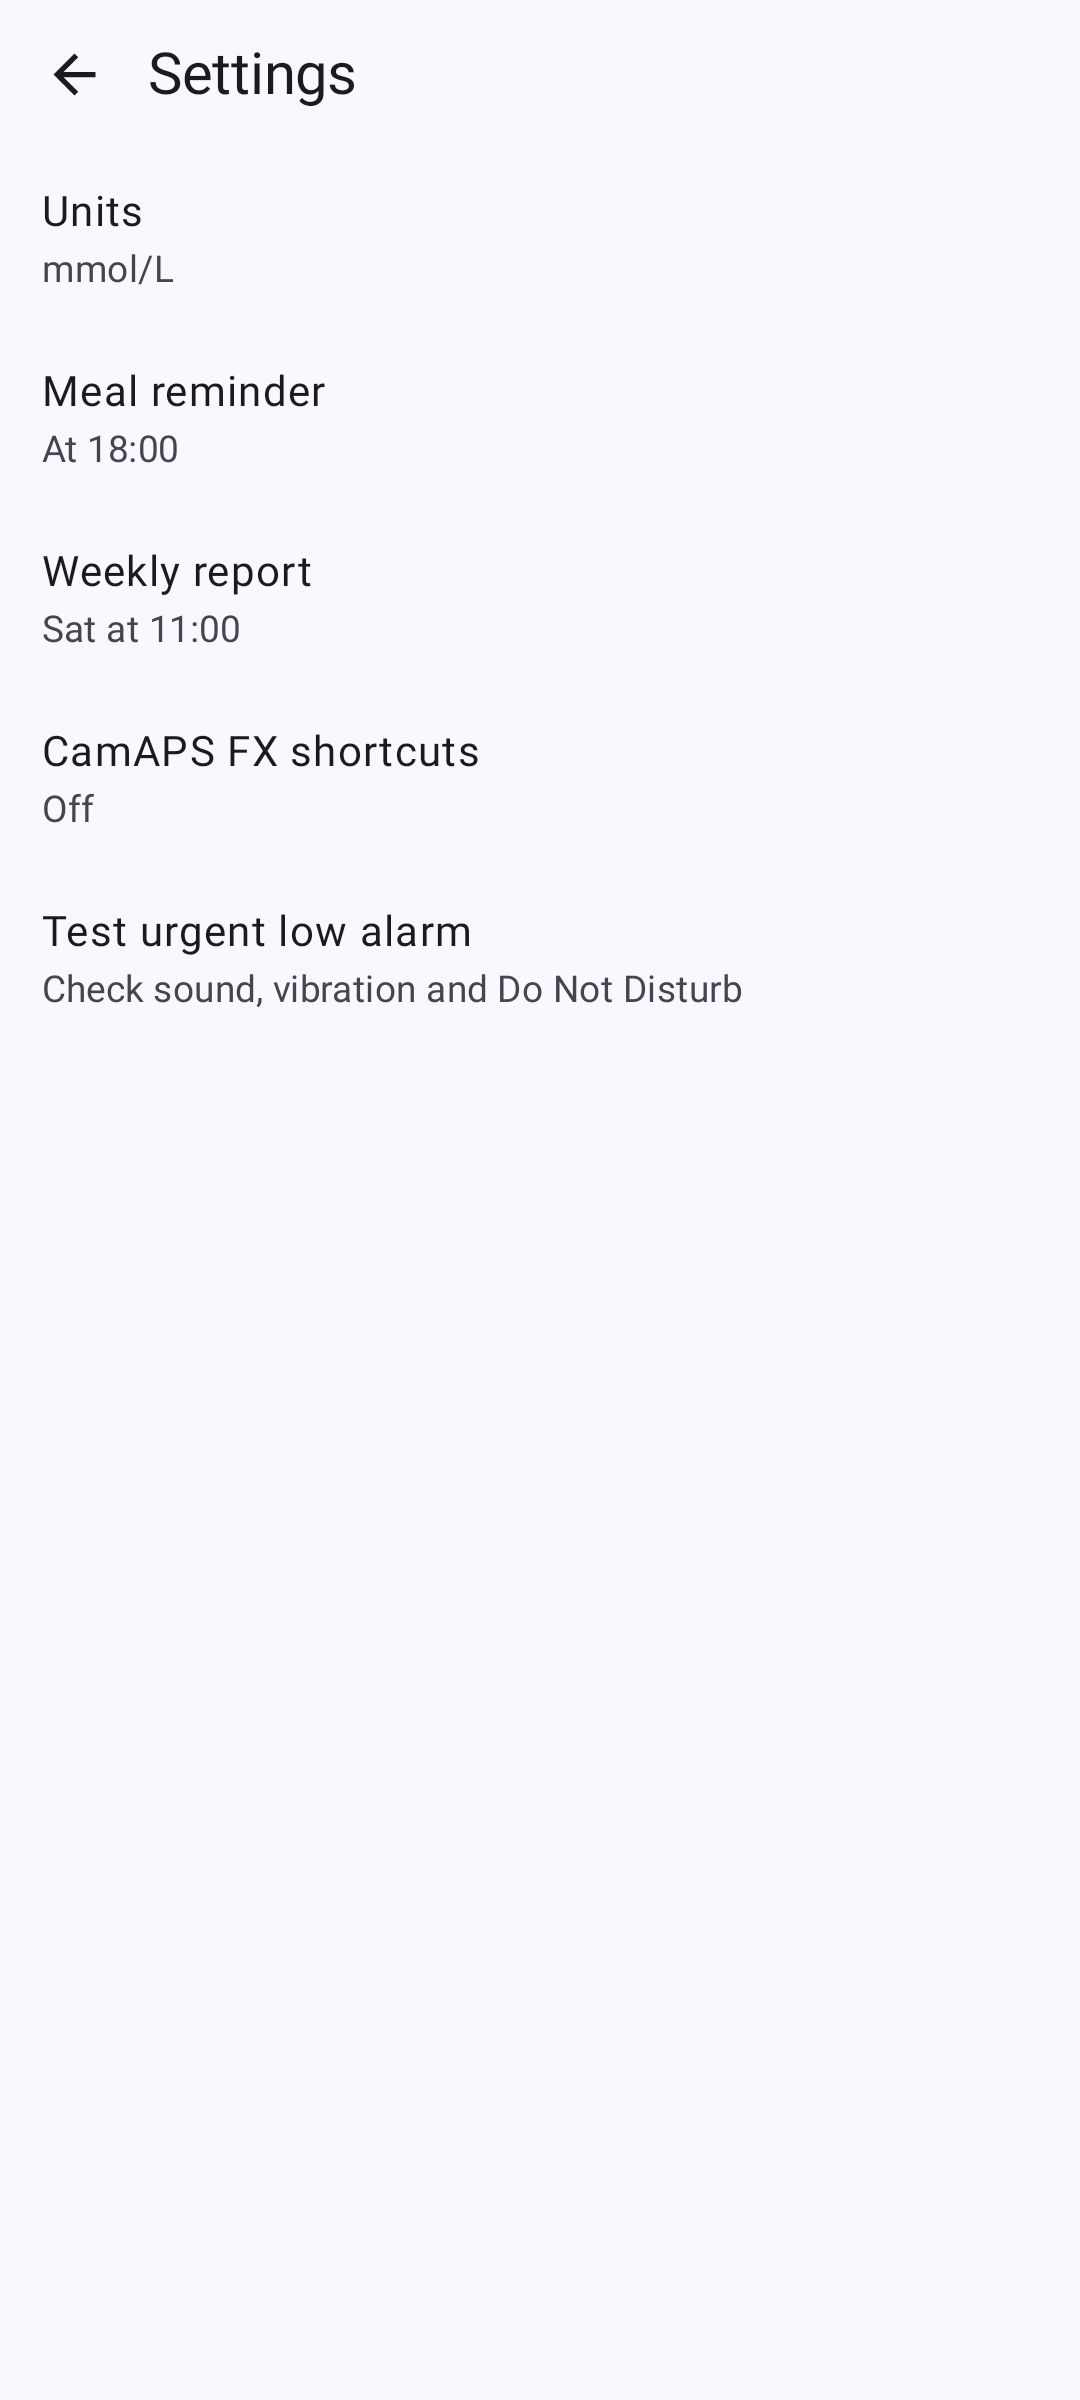 Settings
Units
mmol/L
Meal reminder
At 18:00
Weekly report
Sat at 11:00
CamAPS FX shortcuts
Off
Test urgent low alarm
Check sound, vibration and Do Not Disturb